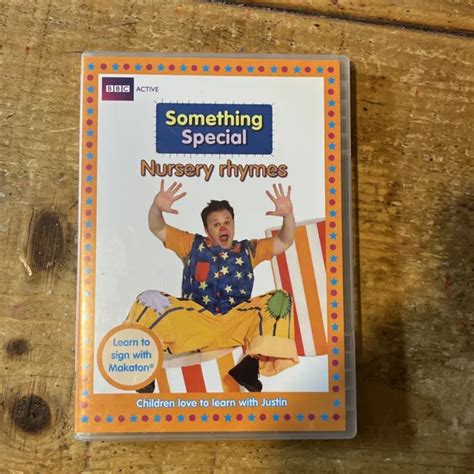 BBC ACTIVE
Something
Special
Nursery rhymes
Learn to
sign with
Makaton®
Children love to learn with Justin